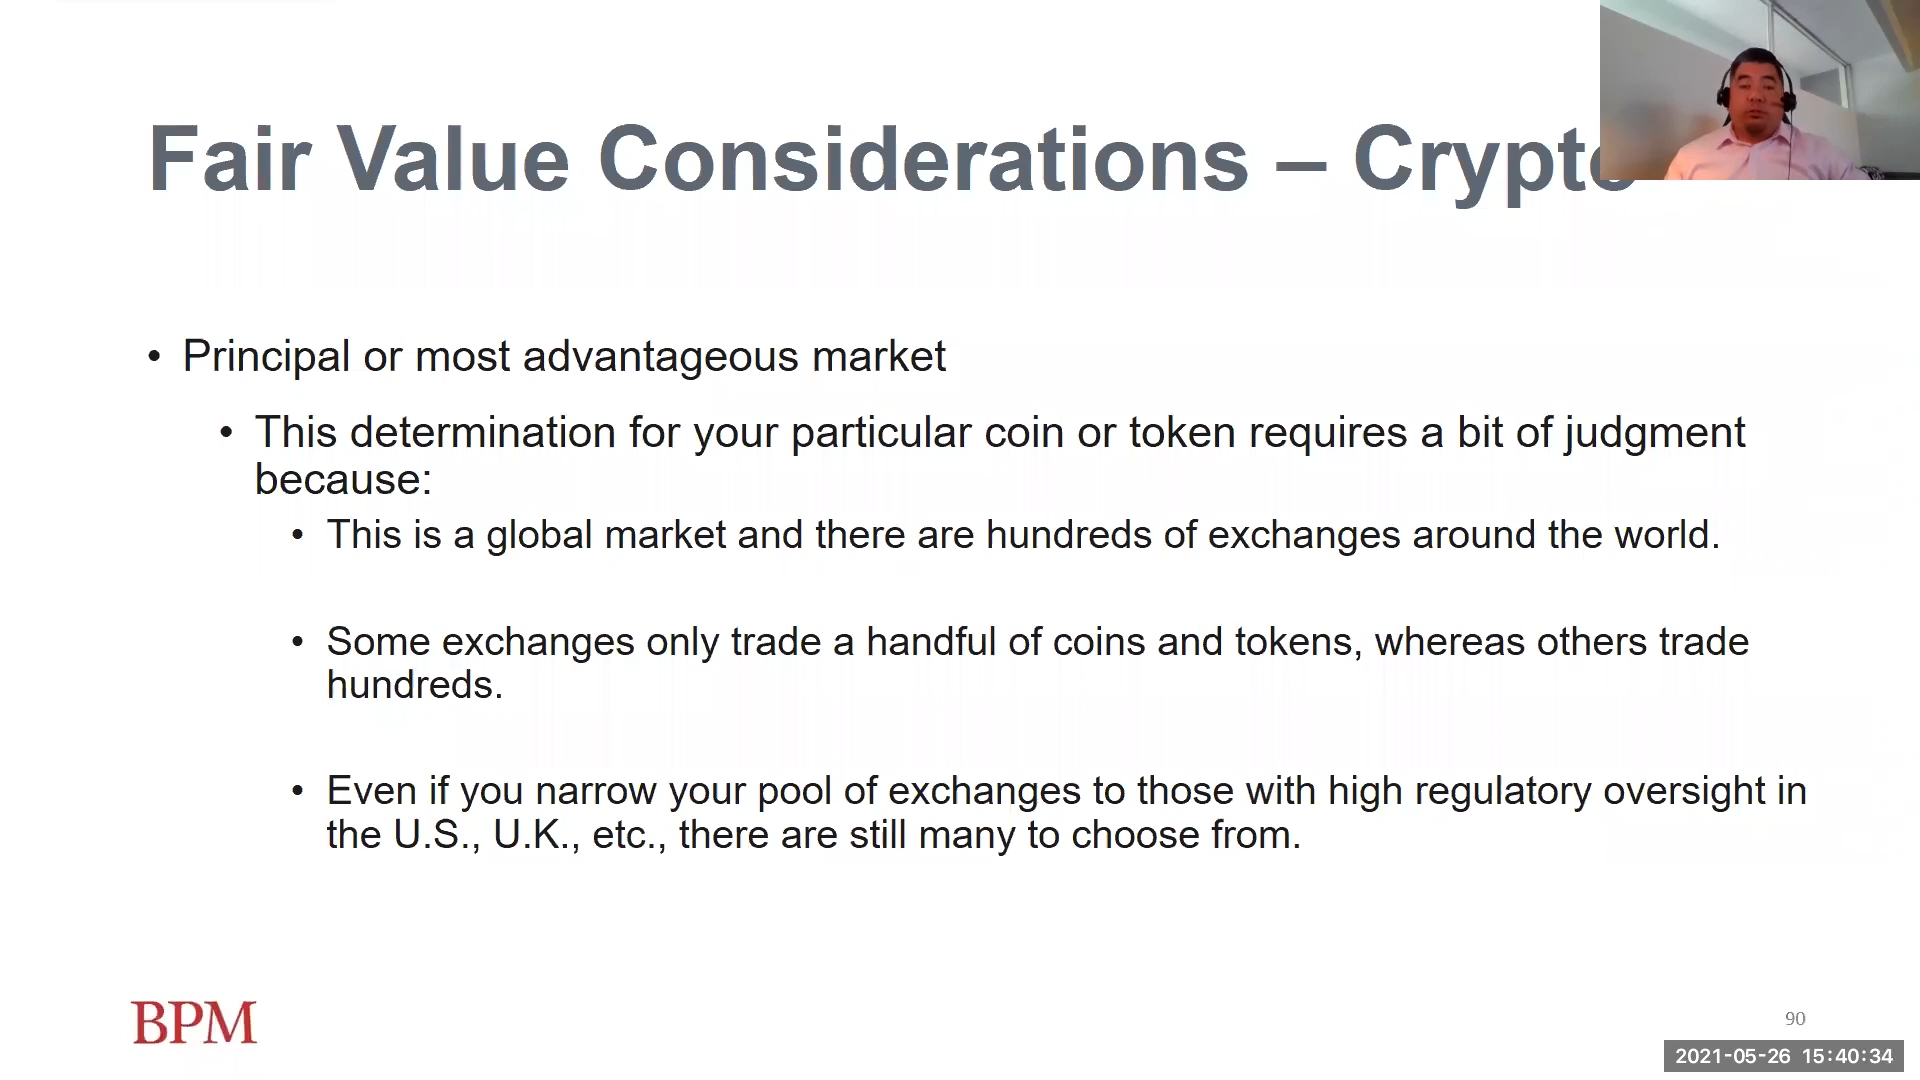 Fair Value Considerations – Crypto
• Principal or most advantageous market
• This determination for your particular coin or token requires a bit of judgment
because:
• This is a global market and there are hundreds of exchanges around the world.
• Some exchanges only trade a handful of coins and tokens, whereas others trade
hundreds.
• Even if you narrow your pool of exchanges to those with high regulatory oversight in
the U.S., U.K., etc., there are still many to choose from.
BPM
90
2021-05-26 15:40:34